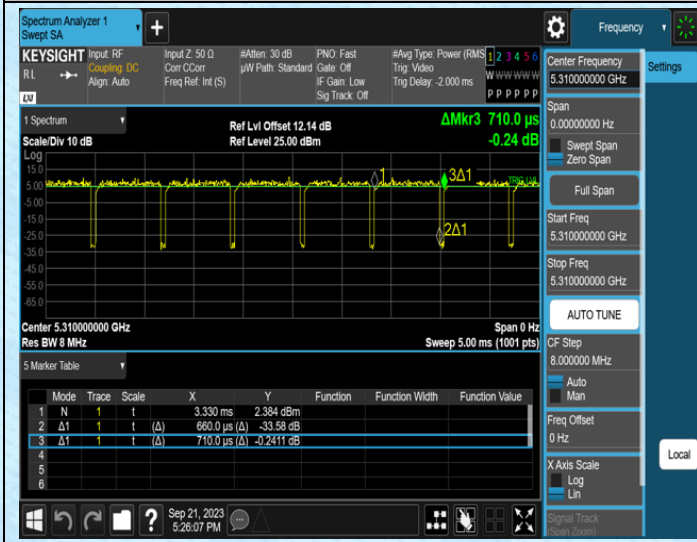 Spectrum Analyzer 1
Swept SA
Frequency
KEYSIGHT
RL
LXI
Input: RF
Coupling: DC
Align: Auto
Input Z: 50 Ω
Corr CCorr
Freq Ref: Int (S)
#Atten: 30 dB
µW Path: Standard
PNO: Fast
Gate: Off
IF Gain: Low
Sig Track: Off
#Avg Type: Power (RMS
Trig: Video
Trig Delay: -2.000 ms
1 2 3 4 5 6
W W W W W W
P P P P P P
1 Spectrum
Scale/Div 10 dB
Ref Lvl Offset 12.14 dB
Ref Level 25.00 dBm
ΔMkr3 710.0 µs
-0.24 dB
Log
15.0
5.00
-5.00
-15.0
-25.0
-35.0
-45.0
-55.0
-65.0
1
3Δ1
2Δ1
TRIG LVL
Center 5.310000000 GHz
Res BW 8 MHz
Span 0 Hz
Sweep 5.00 ms (1001 pts)
5 Marker Table
Mode Trace Scale X Y Function Function Width Function Value
1 N 1 t 3.330 ms 2.384 dBm
2 Δ1 1 t (Δ) 660.0 µs (Δ) -33.58 dB
3 Δ1 1 t (Δ) 710.0 µs (Δ) -0.2411 dB
4
5
6
Sep 21, 2023
5:26:07 PM
Center Frequency
5.310000000 GHz
Span
0.00000000 Hz
Swept Span
Zero Span
Full Span
Start Freq
5.310000000 GHz
Stop Freq
5.310000000 GHz
AUTO TUNE
CF Step
8.000000 MHz
Auto
Man
Freq Offset
0 Hz
X Axis Scale
Log
Lin
Signal Track
(Span Zoom)
Settings
Local